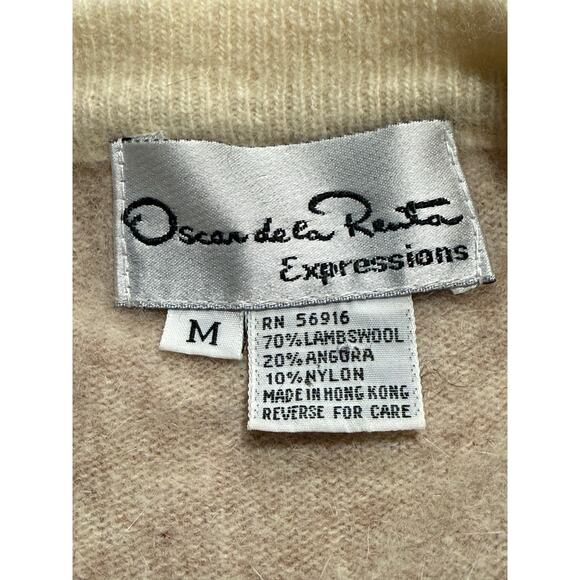 Oscar de la Renta
Expressions
M
RN 56916
70% LAMBSWOOL
20% ANGORA
10% NYLON
MADE IN HONG KONG
REVERSE FOR CARE